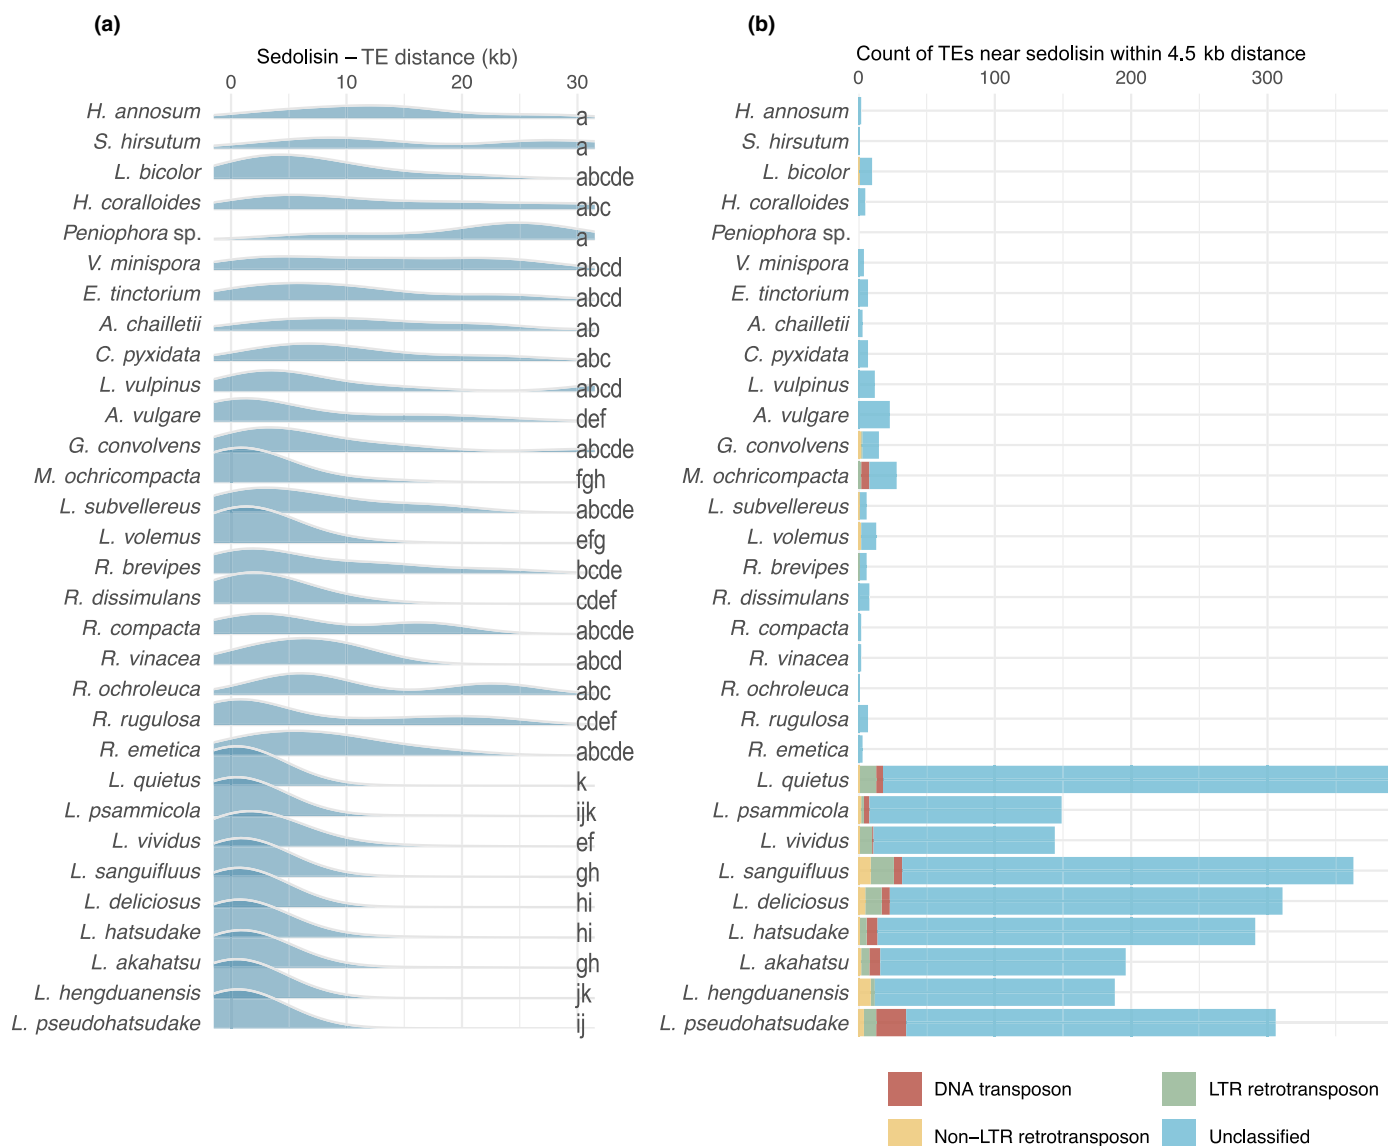 (a)
Sedolisin – TE distance (kb)
0 10 20 30
H. annosum a
S. hirsutum a
L. bicolor abcde
H. coralloides abc
Peniophora sp. a
V. minispora abcd
E. tinctorium abcd
A. chailletii ab
C. pyxidata abc
L. vulpinus abcd
A. vulgare def
G. convolvens abcde
M. ochricompacta fgh
L. subvellereus abcde
L. volemus efg
R. brevipes bcde
R. dissimulans cdef
R. compacta abcde
R. vinacea abcd
R. ochroleuca abc
R. rugulosa cdef
R. emetica abcde
L. quietus k
L. psammicola ijk
L. vividus ef
L. sanguifluus gh
L. deliciosus hi
L. hatsudake hi
L. akahatsu gh
L. hengduanensis jk
L. pseudohatsudake ij
(b)
Count of TEs near sedolisin within 4.5 kb distance
0 100 200 300
H. annosum
S. hirsutum
L. bicolor
H. coralloides
Peniophora sp.
V. minispora
E. tinctorium
A. chailletii
C. pyxidata
L. vulpinus
A. vulgare
G. convolvens
M. ochricompacta
L. subvellereus
L. volemus
R. brevipes
R. dissimulans
R. compacta
R. vinacea
R. ochroleuca
R. rugulosa
R. emetica
L. quietus
L. psammicola
L. vividus
L. sanguifluus
L. deliciosus
L. hatsudake
L. akahatsu
L. hengduanensis
L. pseudohatsudake
DNA transposon
LTR retrotransposon
Non–LTR retrotransposon
Unclassified